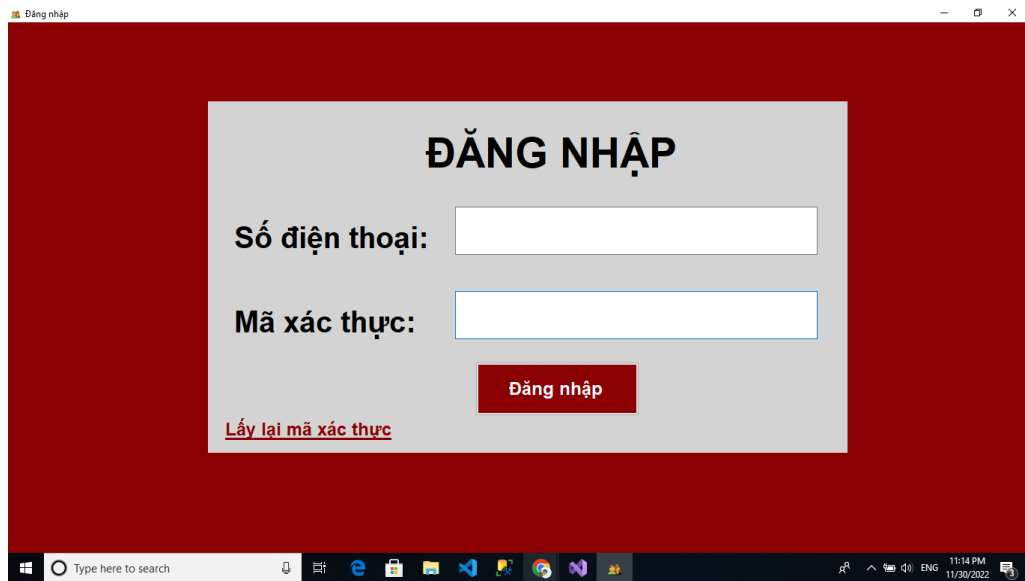 Đăng nhập
ĐĂNG NHẬP
Số điện thoại:
Mã xác thực:
Đăng nhập
Lấy lại mã xác thực
Type here to search
ENG
11:14 PM
11/30/2022
3